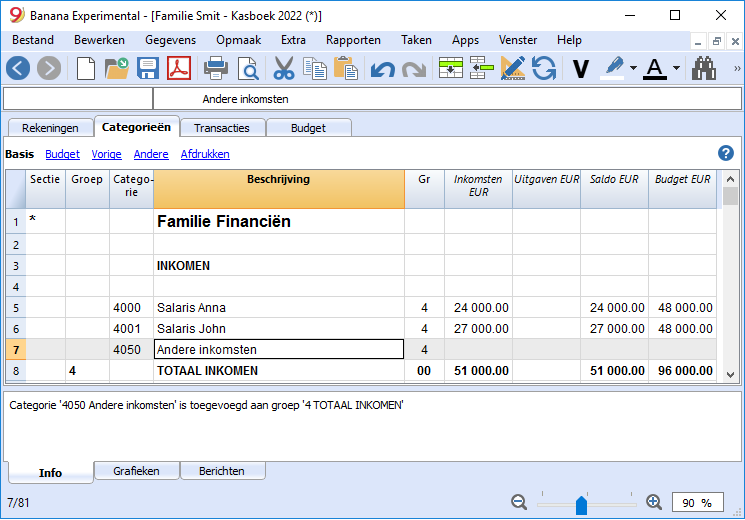 Banana Experimental - [Familie Smit - Kasboek 2022 (*)]
Bestand Bewerken Gegevens Opmaak Extra Rapporten Taken Apps Venster Help
V A »
Andere inkomsten
Rekeningen Categorieën Transacties Budget
Basis Budget Vorige Andere Afdrukken ?
Sectie Groep Catego- Beschrijving Gr Inkomsten Uitgaven EUR Saldo EUR Budget EUR
rie EUR
1 * Familie Financiën
2
3 INKOMEN
4
5 4000 Salaris Anna 4 24 000.00 24 000.00 48 000.00
6 4001 Salaris John 4 27 000.00 27 000.00 48 000.00
7 4050 Andere inkomsten 4
8 4 TOTAAL INKOMEN 00 51 000.00 51 000.00 96 000.00
Categorie '4050 Andere inkomsten' is toegevoegd aan groep '4 TOTAAL INKOMEN'
Info Grafieken Berichten
7/81 90 %